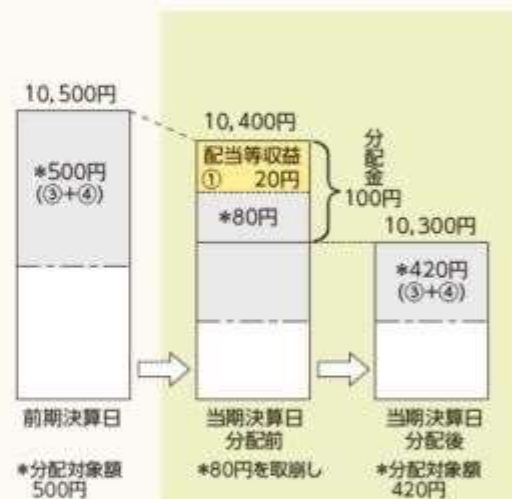 10,500円
*500円
(③+④)
前期決算日
*分配対象額
500円
10,400円
配当等収益
① 20円
*80円
分配金
100円
当期決算日
分配前
*80円を取崩し
10,300円
*420円
(③+④)
当期決算日
分配後
*分配対象額
420円